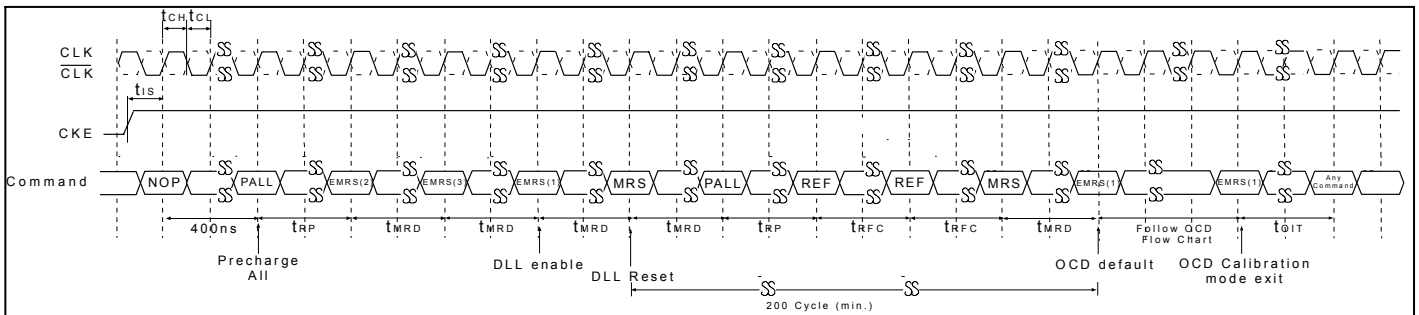 tCH tCL
CLK
CLK
tIS
CKE
Command NOP PALL EMRS(2) EMRS(3) EMRS(1) MRS PALL REF REF MRS EMRS(1) EMRS(1) Any Command
400ns tRP tMRD tMRD tMRD tMRD tRP tRFC tRFC tMRD Follow OCD Flow Chart tOIT
Precharge All
DLL enable
DLL Reset
OCD default
OCD Calibration mode exit
200 Cycle (min.)